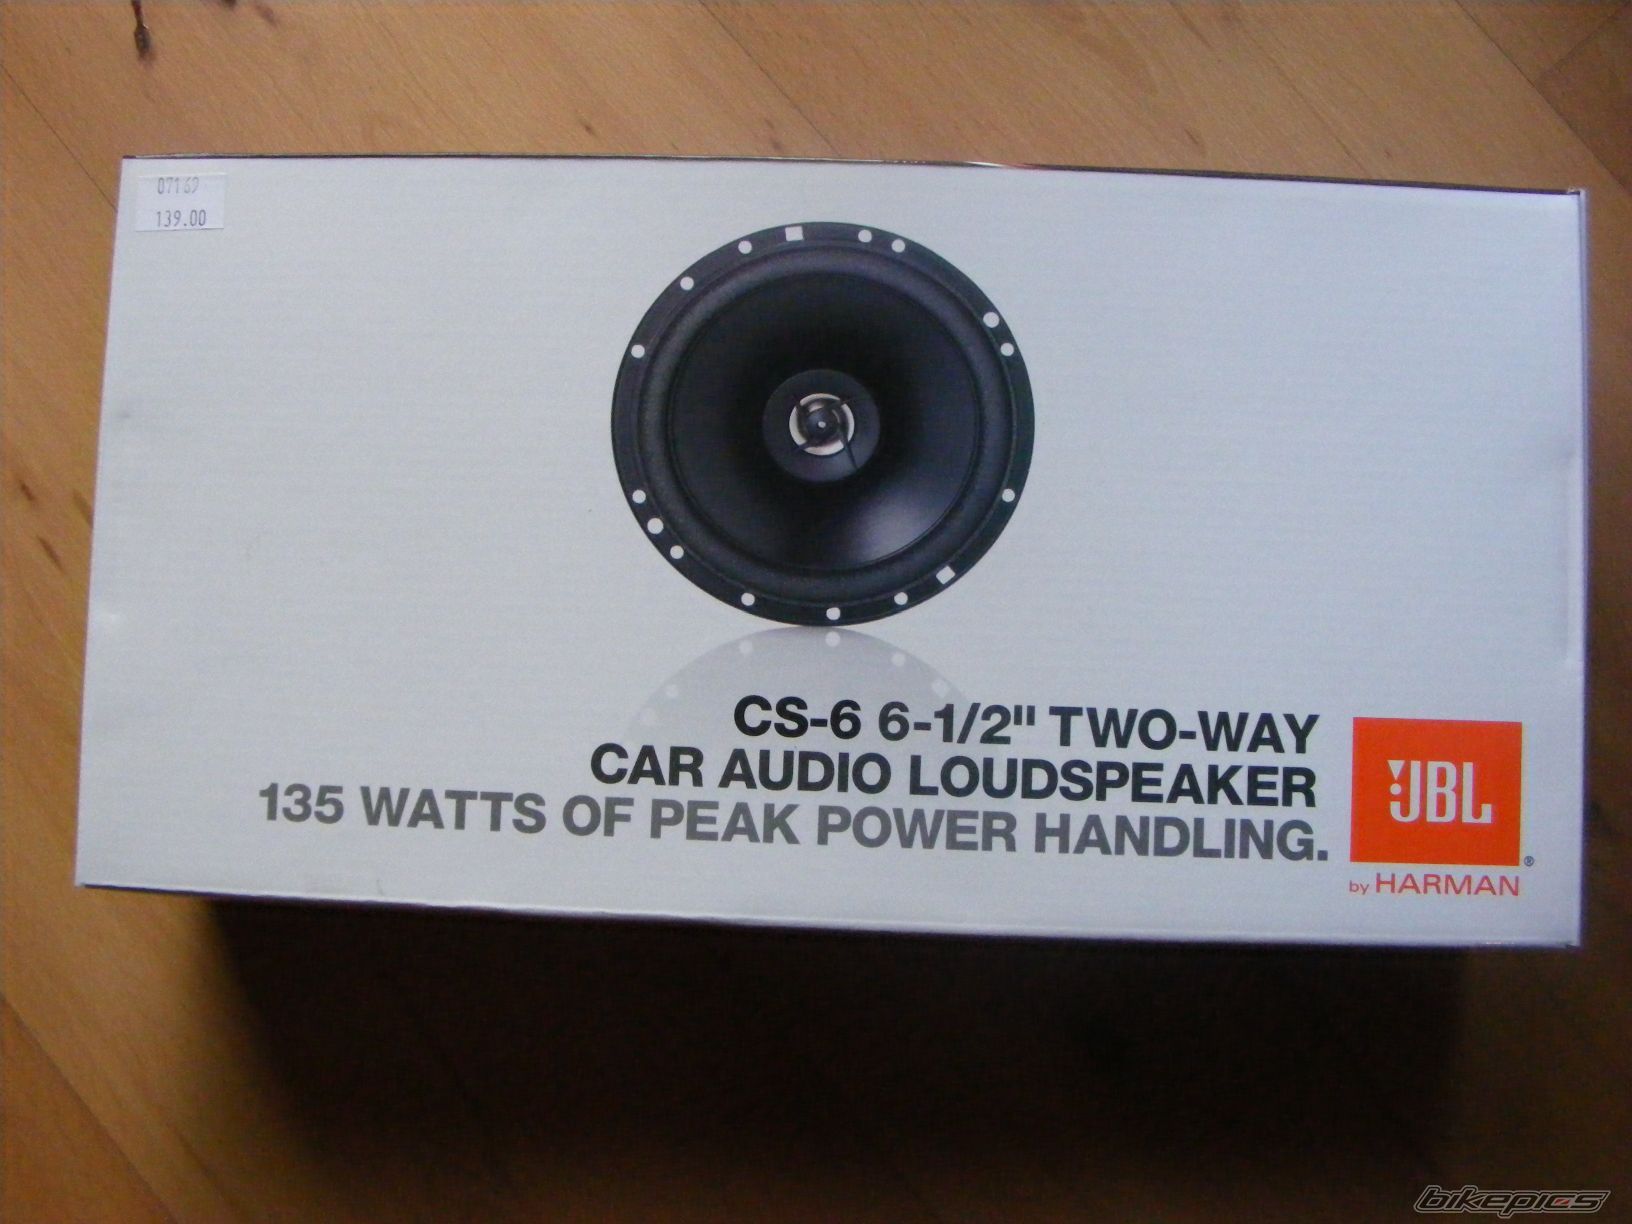 07169
139.00
CS-6 6-1/2" TWO-WAY
CAR AUDIO LOUDSPEAKER
135 WATTS OF PEAK POWER HANDLING.
JBL
®
by HARMAN
bikepics